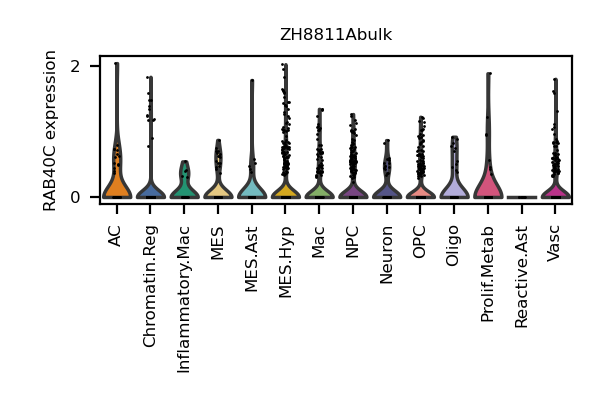 ZH8811Abulk
RAB40C expression
2
0
AC
Chromatin.Reg
Inflammatory.Mac
MES
MES.Ast
MES.Hyp
Mac
NPC
Neuron
OPC
Oligo
Prolif.Metab
Reactive.Ast
Vasc